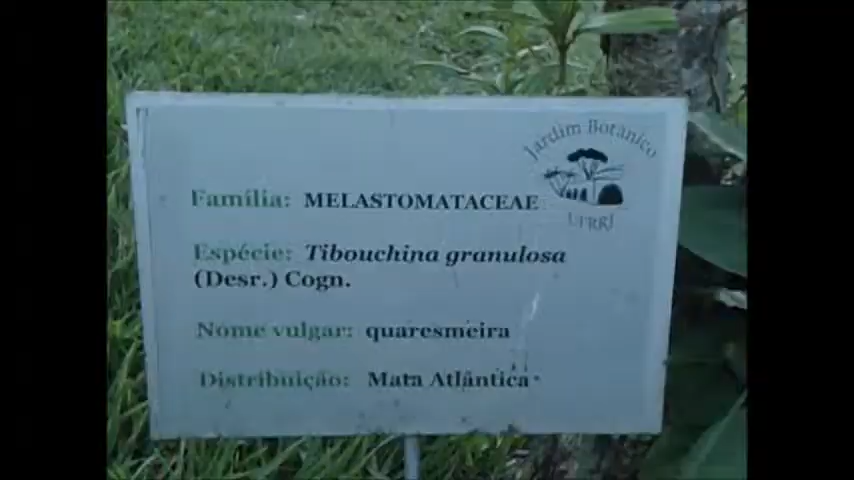 Jardim Botânico
UFRRJ
Família: MELASTOMATACEAE
Espécie: Tibouchina granulosa
(Desr.) Cogn.
Nome vulgar: quaresmeira
Distribuição: Mata Atlântica